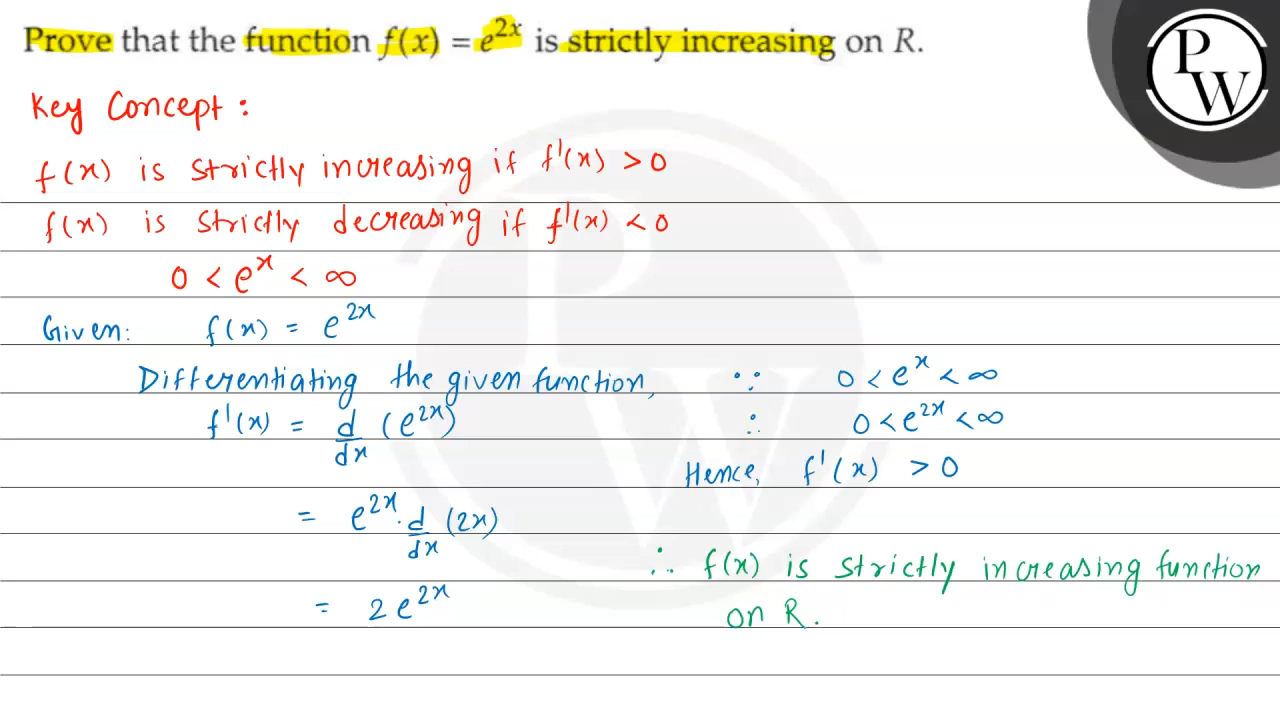 Prove that the function f(x) = e^{2x} is strictly increasing on R.
PW
Key Concept :
f(x) is strictly increasing if f'(x) > 0
f(x) is strictly decreasing if f'(x) < 0
0 < e^x < ∞
Given: f(x) = e^{2x}
Differentiating the given function,
f'(x) = d/dx (e^{2x})
= e^{2x} . d/dx (2x)
= 2e^{2x}
∵ 0 < e^x < ∞
∴ 0 < e^{2x} < ∞
Hence, f'(x) > 0
∴ f(x) is strictly increasing function
on R.